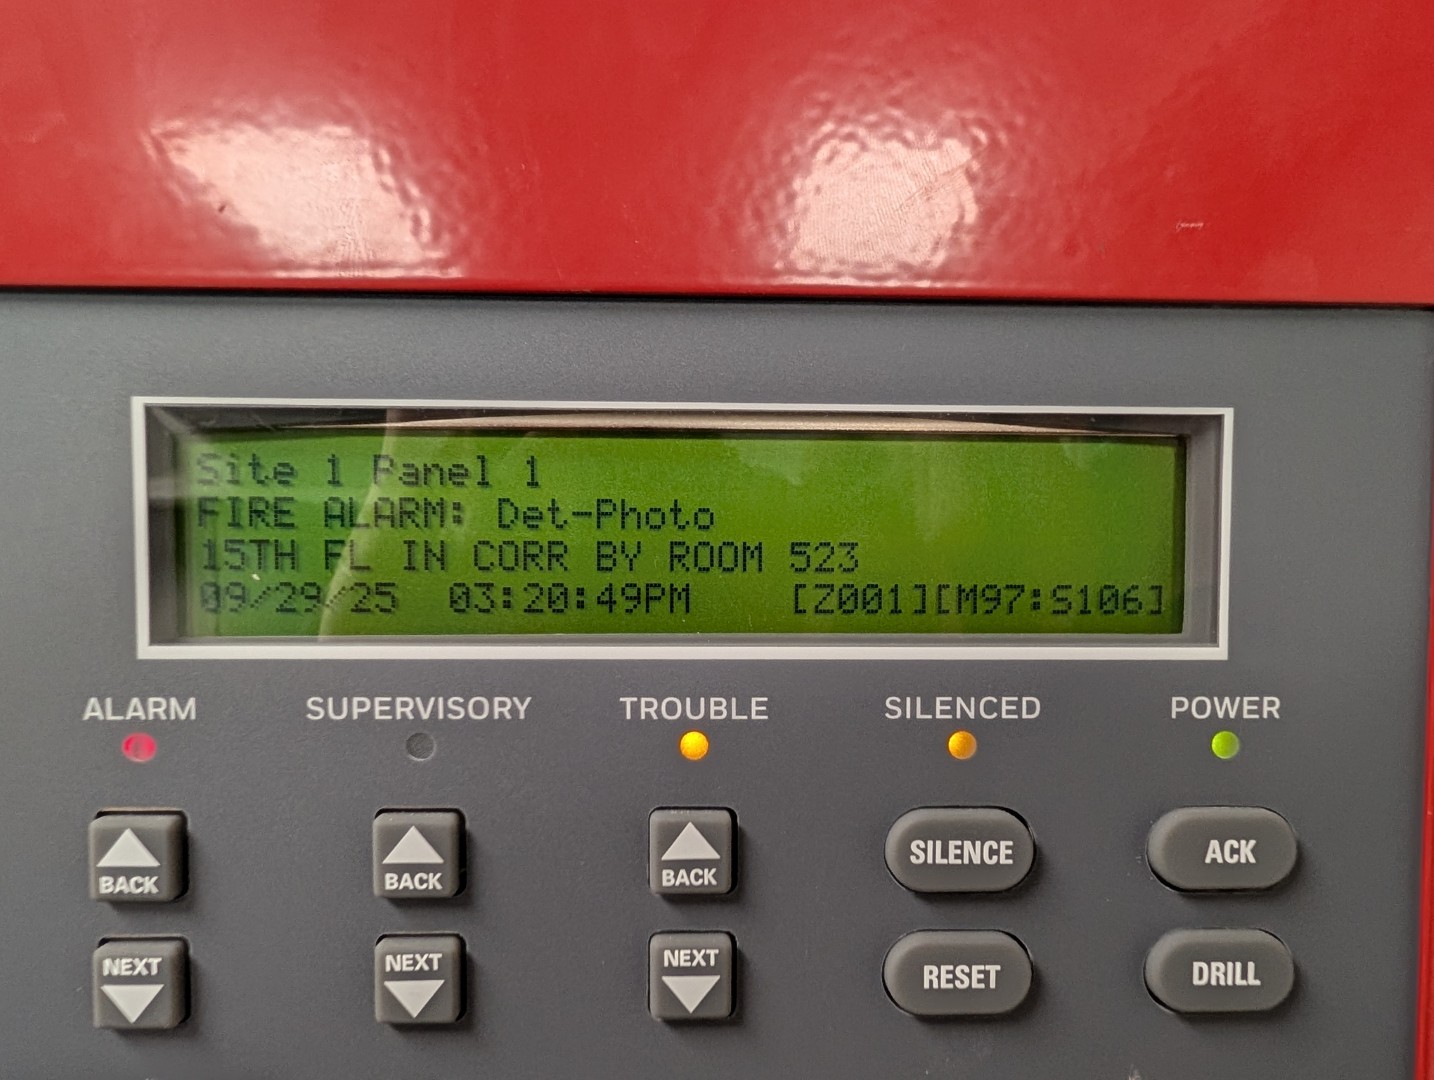 Site 1 Panel 1
FIRE ALARM: Det-Photo
15TH FL IN CORR BY ROOM 523
09/29/25 03:20:49PM [Z001][M97:S106]
ALARM SUPERVISORY TROUBLE SILENCED POWER
BACK BACK BACK SILENCE ACK
NEXT NEXT NEXT RESET DRILL